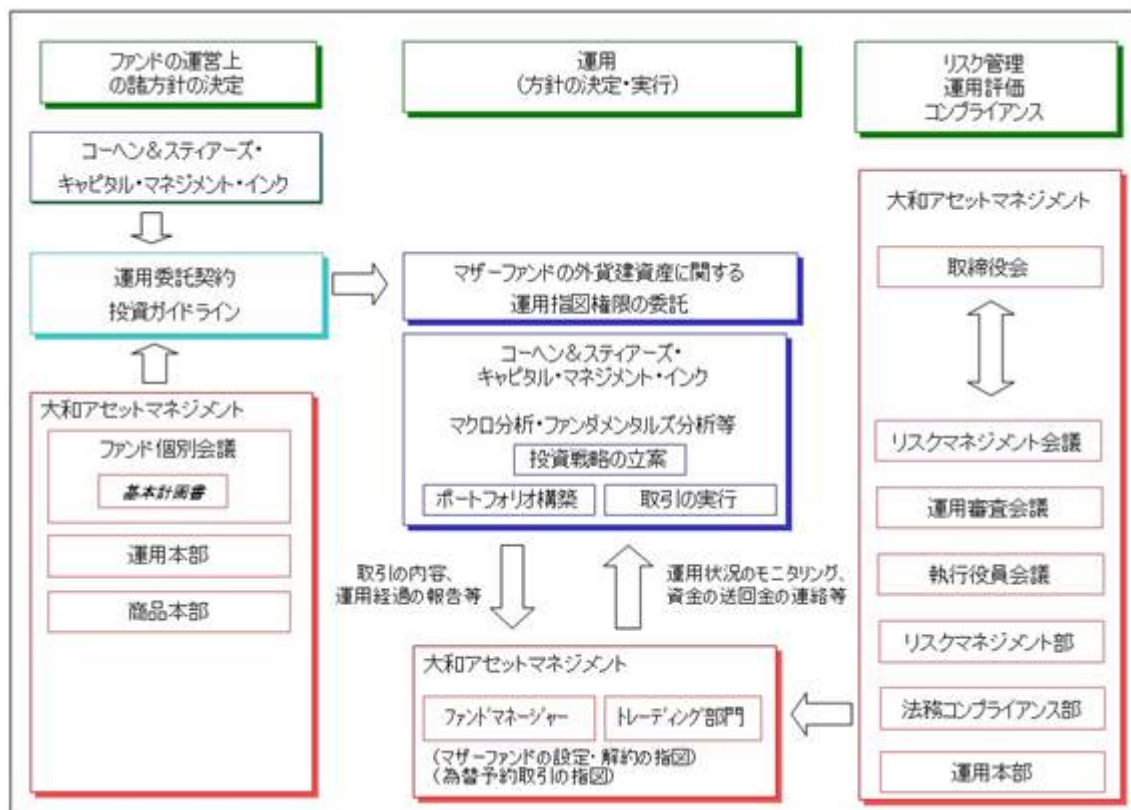 ファンドの運営上
の諸方針の決定
運用
(方針の決定・実行)
リスク管理
運用評価
コンプライアンス
コーヘン&スティアーズ・
キャピタル・マネジメント・インク
運用委託契約
投資ガイドライン
マザーファンドの外貨建資産に関する
運用指図権限の委託
コーヘン&スティアーズ・
キャピタル・マネジメント・インク
マクロ分析・ファンダメンタルズ分析等
投資戦略の立案
ポートフォリオ構築
取引の実行
大和アセットマネジメント
ファンド個別会議
基本計画書
運用本部
商品本部
取引の内容、
運用経過の報告等
運用状況のモニタリング、
資金の送回金の連絡等
大和アセットマネジメント
ファンドマネージャー
トレーディング部門
(マザーファンドの設定・解約の指図)
(為替予約取引の指図)
大和アセットマネジメント
取締役会
リスクマネジメント会議
運用審査会議
執行役員会議
リスクマネジメント部
法務コンプライアンス部
運用本部